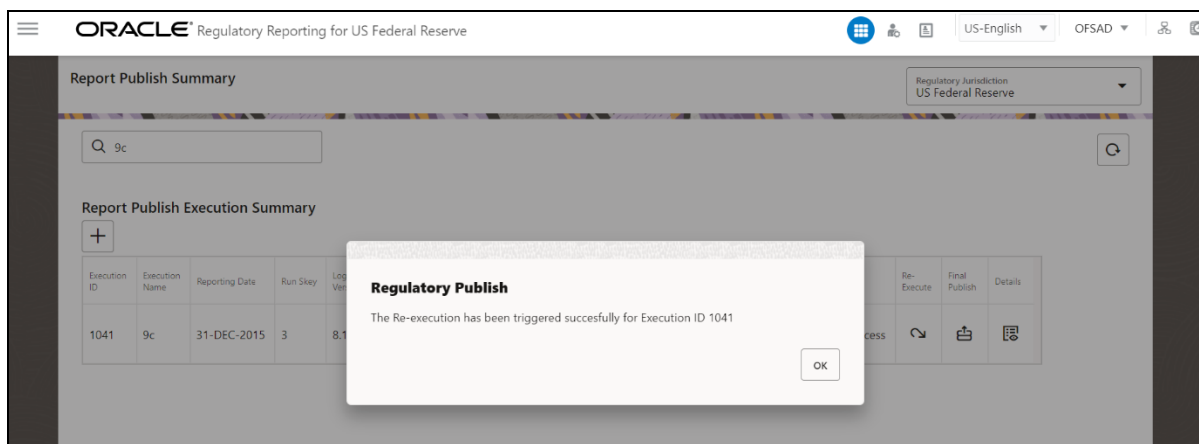 ORACLE® Regulatory Reporting for US Federal Reserve
US-English
OFSAD
Report Publish Summary
Regulatory Jurisdiction
US Federal Reserve
9c
Report Publish Execution Summary
Execution ID
Execution Name
Reporting Date
Run Skey
Re-Execute
Final Publish
Details
1041
9c
31-DEC-2015
3
8.1
Regulatory Publish
The Re-execution has been triggered succesfully for Execution ID 1041
OK